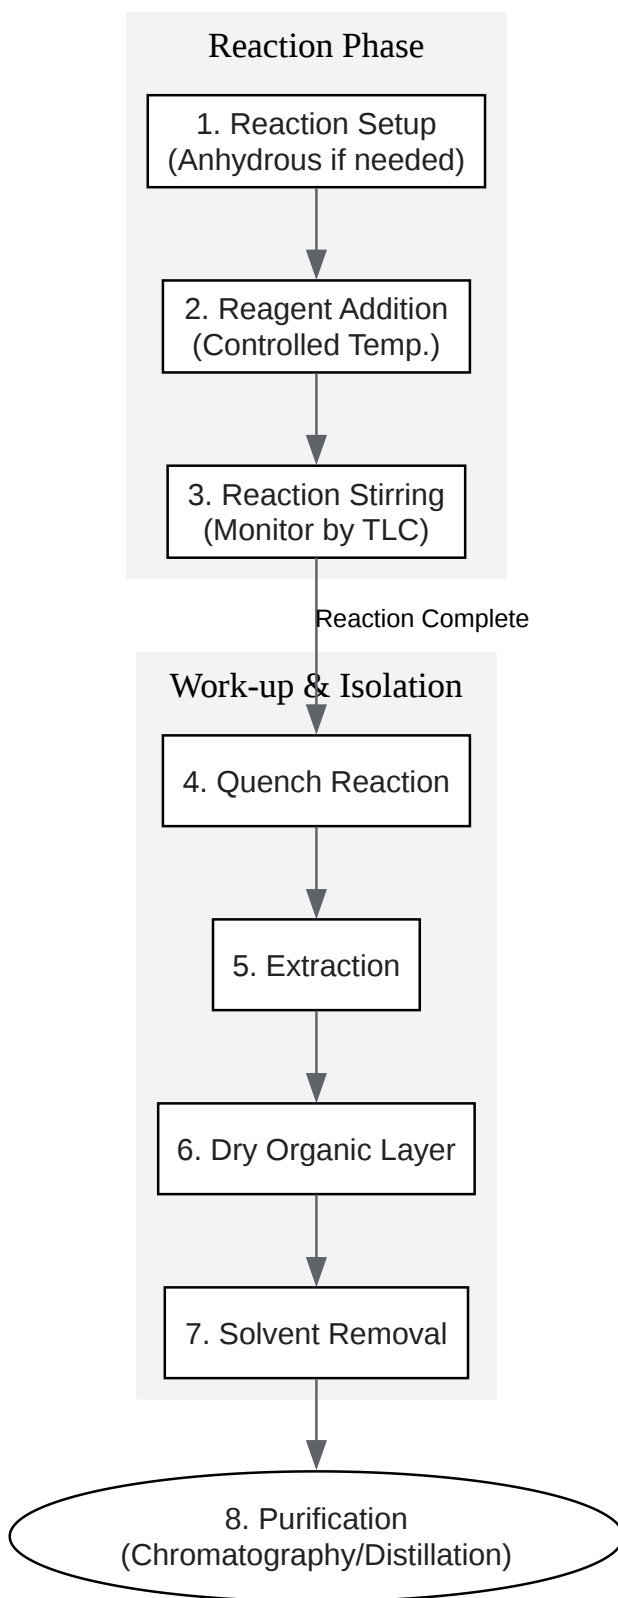 Reaction Phase
1. Reaction Setup
(Anhydrous if needed)
2. Reagent Addition
(Controlled Temp.)
3. Reaction Stirring
(Monitor by TLC)
Reaction Complete
Work-up & Isolation
4. Quench Reaction
5. Extraction
6. Dry Organic Layer
7. Solvent Removal
8. Purification
(Chromatography/Distillation)